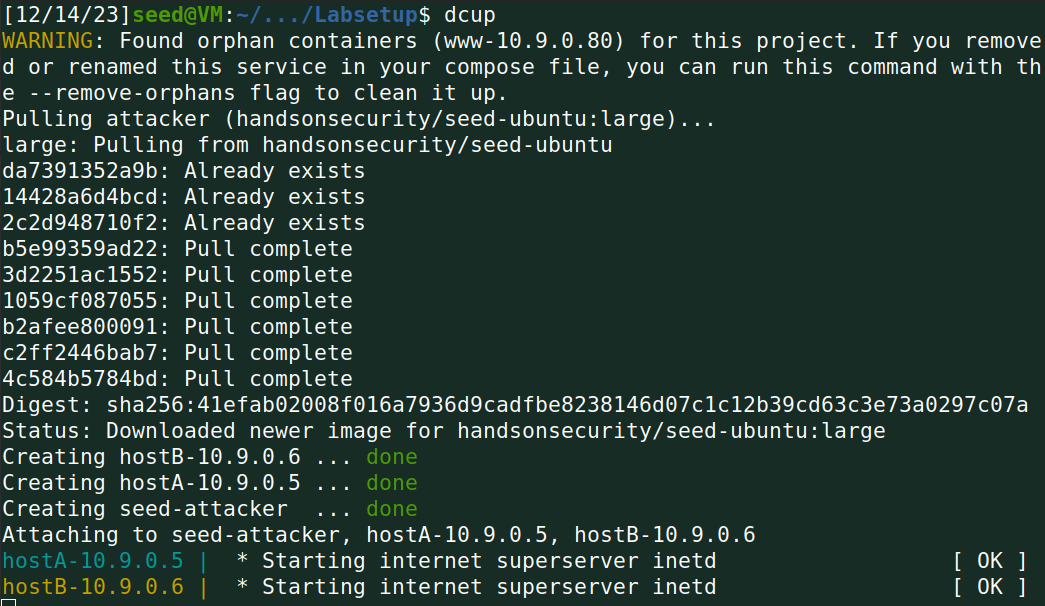 [12/14/23]seed@VM:~/.../Labsetup$ dcup
WARNING: Found orphan containers (www-10.9.0.80) for this project. If you remove
d or renamed this service in your compose file, you can run this command with th
e --remove-orphans flag to clean it up.
Pulling attacker (handsonsecurity/seed-ubuntu:large)...
large: Pulling from handsonsecurity/seed-ubuntu
da7391352a9b: Already exists
14428a6d4bcd: Already exists
2c2d948710f2: Already exists
b5e99359ad22: Pull complete
3d2251ac1552: Pull complete
1059cf087055: Pull complete
b2afee800091: Pull complete
c2ff2446bab7: Pull complete
4c584b5784bd: Pull complete
Digest: sha256:41efab02008f016a7936d9cadfbe8238146d07c1c12b39cd63c3e73a0297c07a
Status: Downloaded newer image for handsonsecurity/seed-ubuntu:large
Creating hostB-10.9.0.6 ... done
Creating hostA-10.9.0.5 ... done
Creating seed-attacker  ... done
Attaching to seed-attacker, hostA-10.9.0.5, hostB-10.9.0.6
hostA-10.9.0.5 |  * Starting internet superserver inetd                  [ OK ]
hostB-10.9.0.6 |  * Starting internet superserver inetd                  [ OK ]